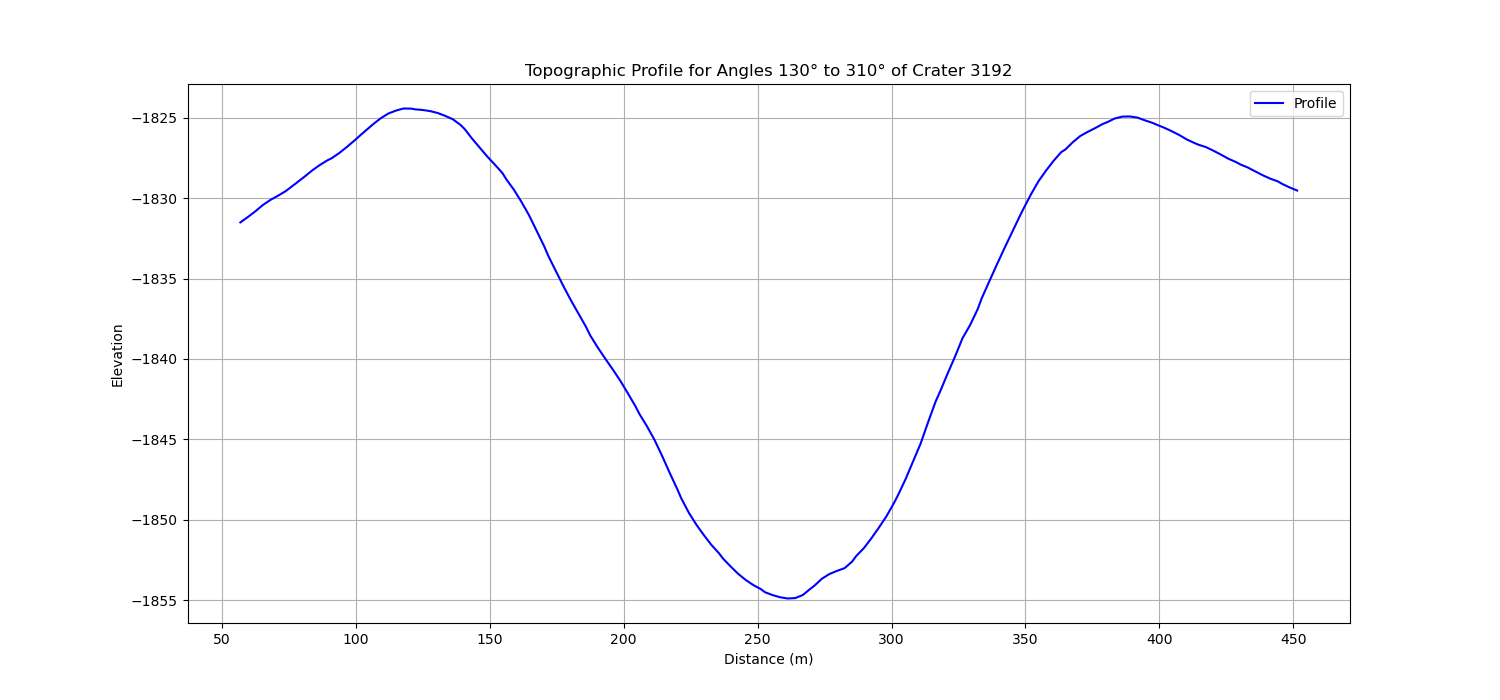 Topographic Profile for Angles 130° to 310° of Crater 3192
Profile
−1825
−1830
−1835
−1840
−1845
−1850
−1855
Elevation
50 100 150 200 250 300 350 400 450
Distance (m)